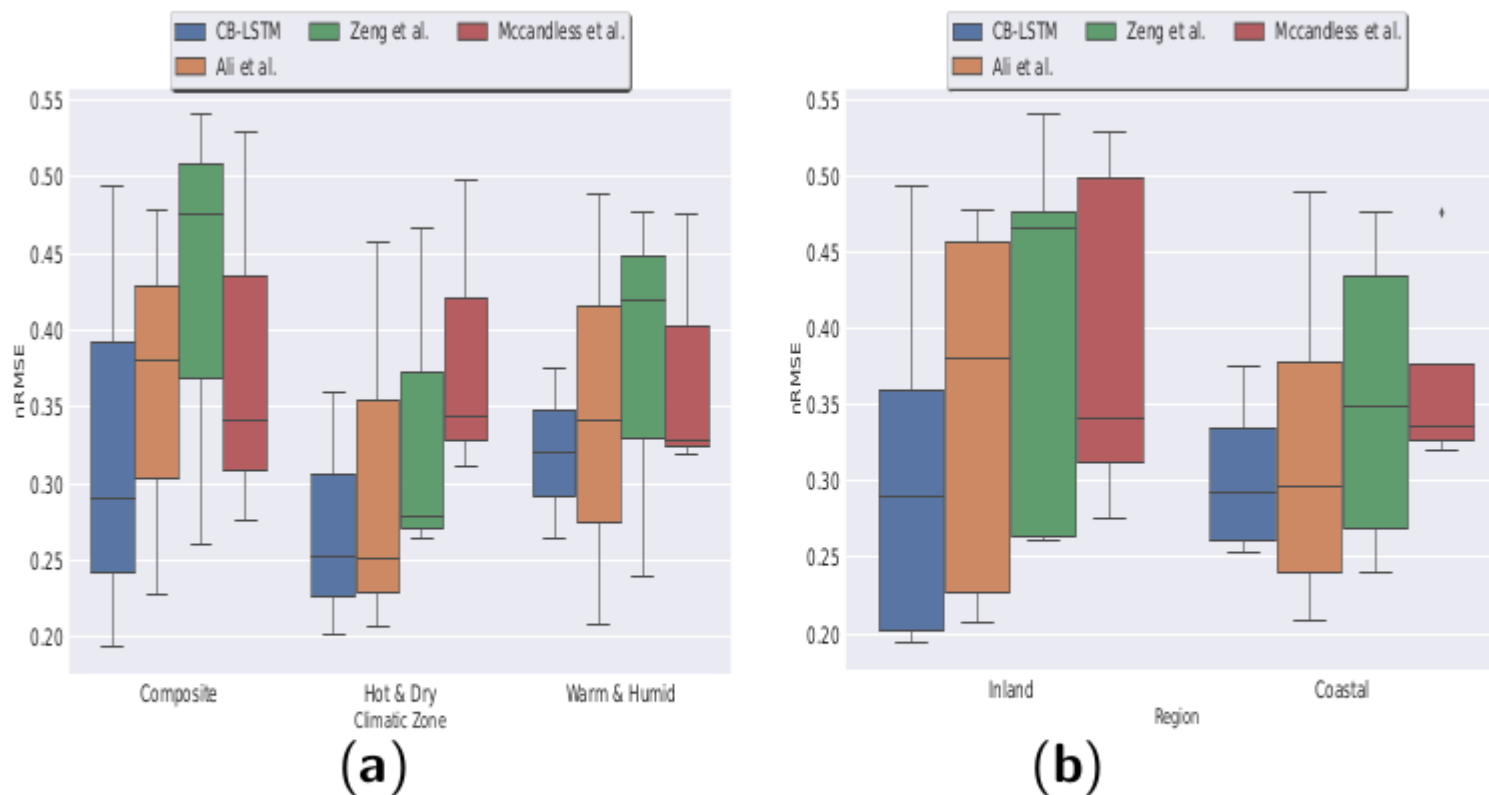 CB-LSTM Zeng et al. Mccandless et al.
Ali et al.
0.55
0.50
0.45
0.40
0.35
0.30
0.25
0.20
nRMSE
Composite Hot & Dry Warm & Humid
Climatic Zone
(a)
CB-LSTM Zeng et al. Mccandless et al.
Ali et al.
0.55
0.50
0.45
0.40
0.35
0.30
0.25
0.20
nRMSE
Inland Coastal
Region
(b)